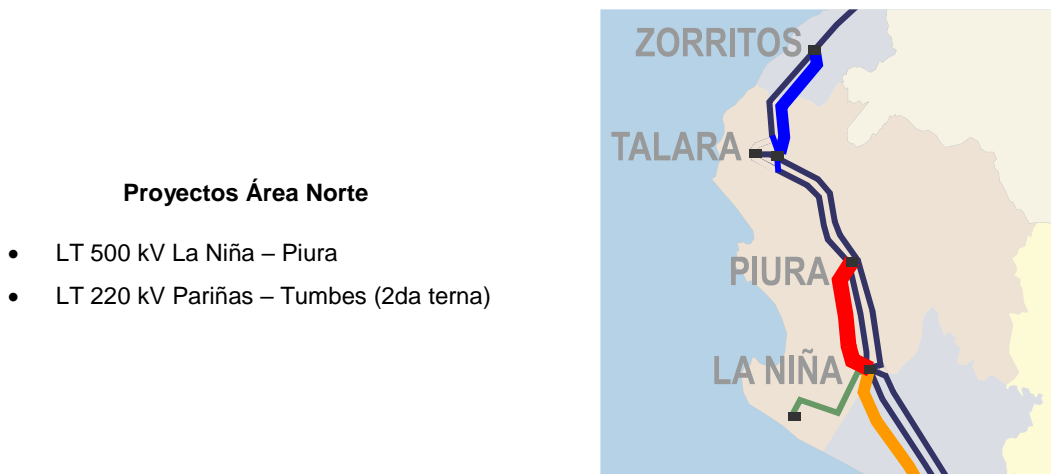 Proyectos Área Norte
• LT 500 kV La Niña – Piura
• LT 220 kV Pariñas – Tumbes (2da terna)
ZORRITOS
TALARA
PIURA
LA NIÑA